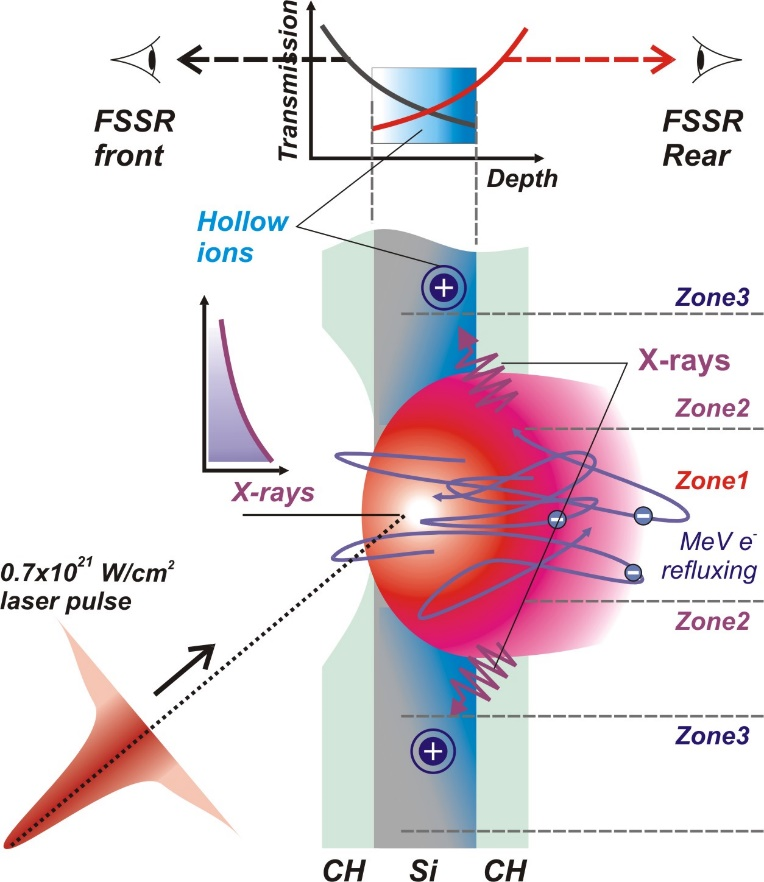 Transmission
FSSR
front
FSSR
Rear
Depth
Hollow
ions
+
Zone3
X-rays
Zone2
X-rays
Zone1
MeV e⁻
refluxing
0.7x10²¹ W/cm²
laser pulse
Zone2
Zone3
+
CH
Si
CH